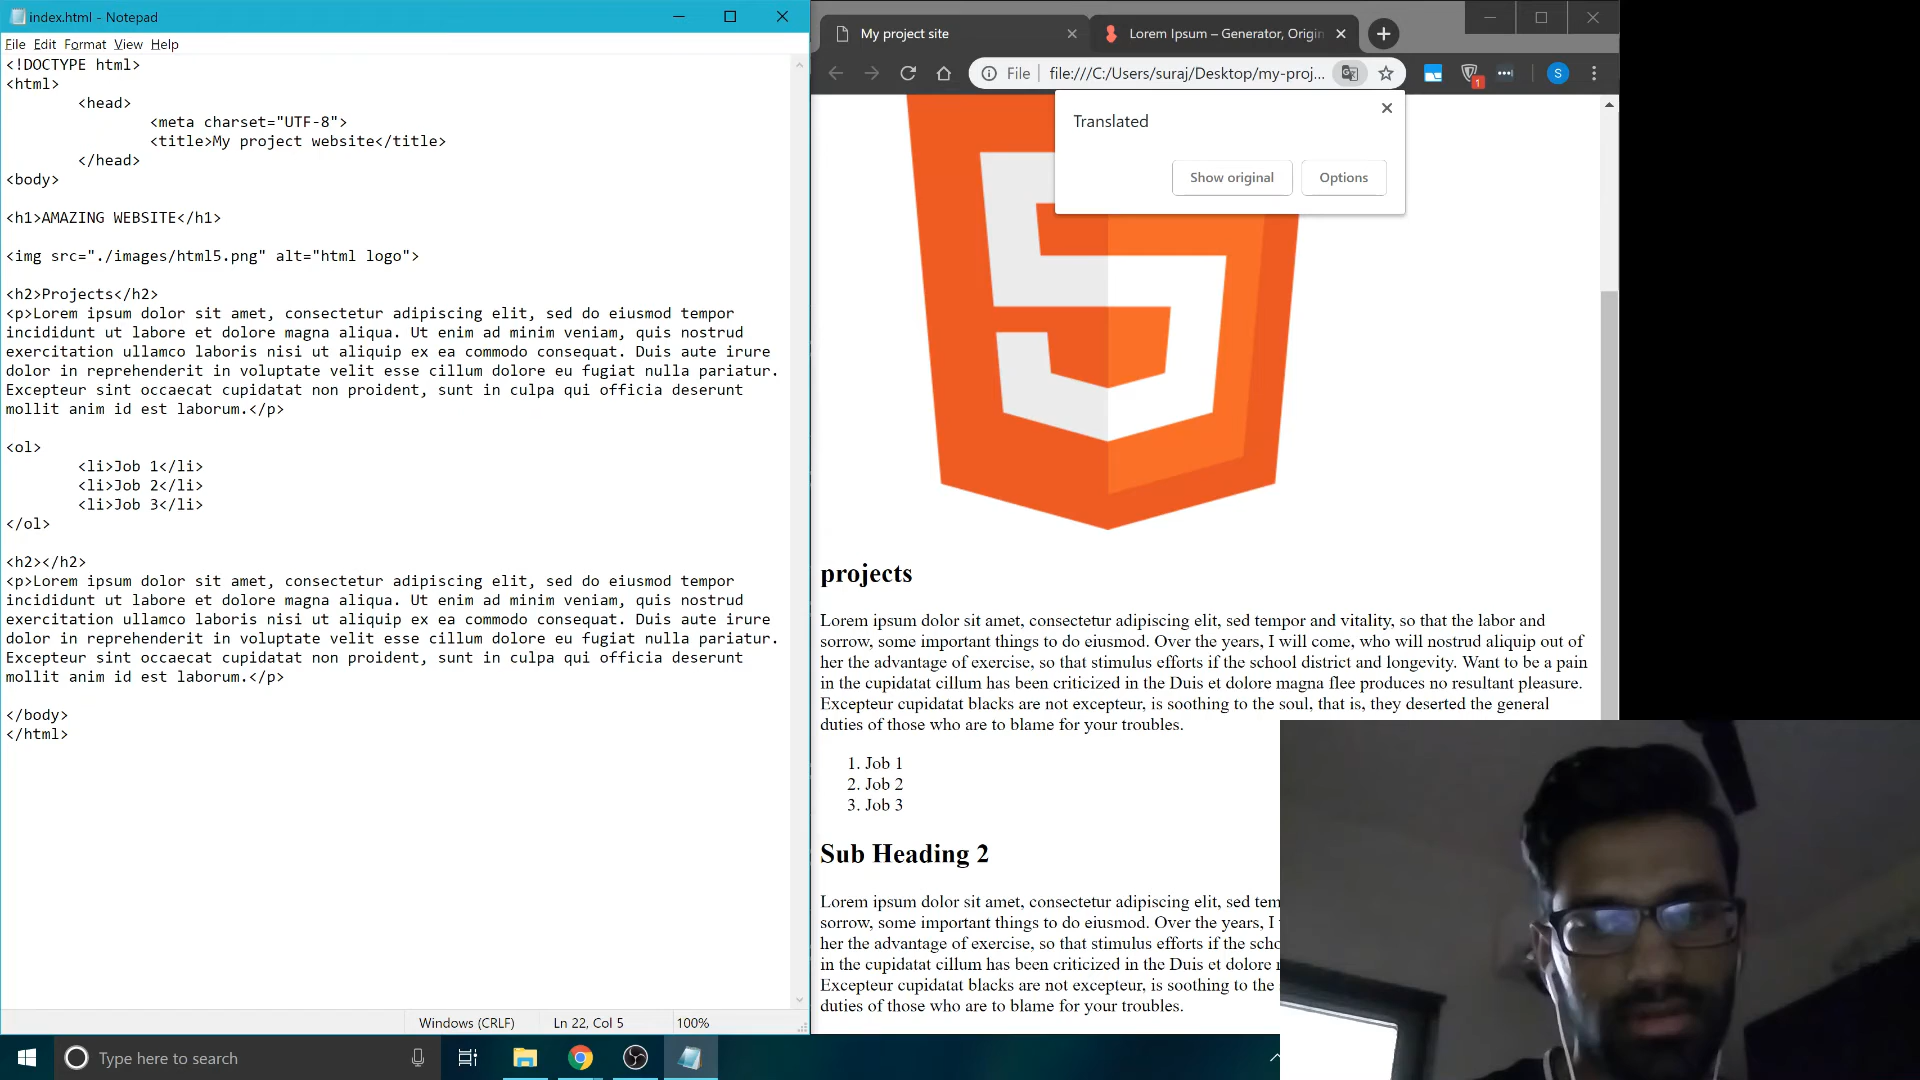 index.html - Notepad
File Edit Format View Help
<!DOCTYPE html>
<html>
<head>
<meta charset="UTF-8">
<title>My project website</title>
</head>
<body>
<h1>AMAZING WEBSITE</h1>
<img src="./images/html5.png" alt="html logo">
<h2>Projects</h2>
<p>Lorem ipsum dolor sit amet, consectetur adipiscing elit, sed do eiusmod tempor
incididunt ut labore et dolore magna aliqua. Ut enim ad minim veniam, quis nostrud
exercitation ullamco laboris nisi ut aliquip ex ea commodo consequat. Duis aute irure
dolor in reprehenderit in voluptate velit esse cillum dolore eu fugiat nulla pariatur.
Excepteur sint occaecat cupidatat non proident, sunt in culpa qui officia deserunt
mollit anim id est laborum.</p>
<ol>
<li>Job 1</li>
<li>Job 2</li>
<li>Job 3</li>
</ol>
<h2></h2>
<p>Lorem ipsum dolor sit amet, consectetur adipiscing elit, sed do eiusmod tempor
incididunt ut labore et dolore magna aliqua. Ut enim ad minim veniam, quis nostrud
exercitation ullamco laboris nisi ut aliquip ex ea commodo consequat. Duis aute irure
dolor in reprehenderit in voluptate velit esse cillum dolore eu fugiat nulla pariatur.
Excepteur sint occaecat cupidatat non proident, sunt in culpa qui officia deserunt
mollit anim id est laborum.</p>
</body>
</html>
Windows (CRLF) Ln 22, Col 5 100%
My project site
Lorem Ipsum – Generator, Origin
File file:///C:/Users/suraj/Desktop/my-proj...
1
S
Translated
Show original Options
projects
Lorem ipsum dolor sit amet, consectetur adipiscing elit, sed tempor and vitality, so that the labor and
sorrow, some important things to do eiusmod. Over the years, I will come, who will nostrud aliquip out of
her the advantage of exercise, so that stimulus efforts if the school district and longevity. Want to be a pain
in the cupidatat cillum has been criticized in the Duis et dolore magna flee produces no resultant pleasure.
Excepteur cupidatat blacks are not excepteur, is soothing to the soul, that is, they deserted the general
duties of those who are to blame for your troubles.
1. Job 1
2. Job 2
3. Job 3
Sub Heading 2
Lorem ipsum dolor sit amet, consectetur adipiscing elit, sed tem
sorrow, some important things to do eiusmod. Over the years, I
her the advantage of exercise, so that stimulus efforts if the scho
in the cupidatat cillum has been criticized in the Duis et dolore
Excepteur cupidatat blacks are not excepteur, is soothing to the
duties of those who are to blame for your troubles.
Type here to search